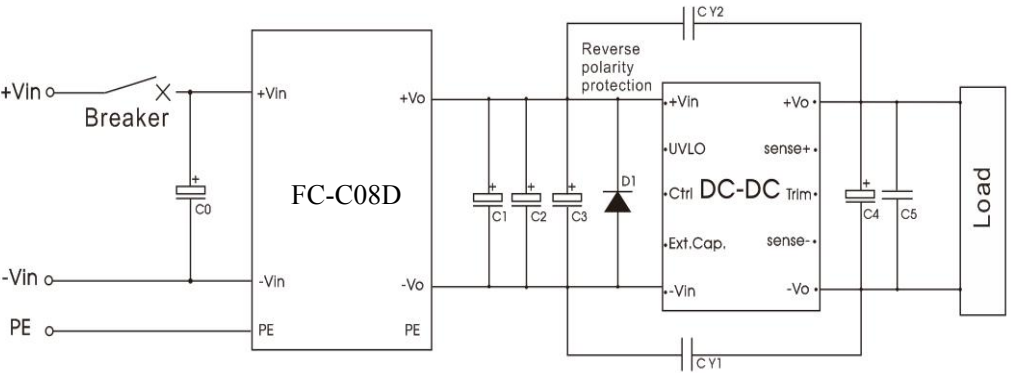 CY2
Reverse
polarity
protection
+Vin
Breaker
+Vin
+Vo
+Vin
+Vo
UVLO
sense+
+
C0
FC-C08D
+
C1
+
C2
+
C3
D1
Ctrl
DC-DC
Trim
+
C4
C5
Load
Ext.Cap.
sense-
-Vin
-Vin
-Vo
-Vin
-Vo
PE
PE
PE
CY1